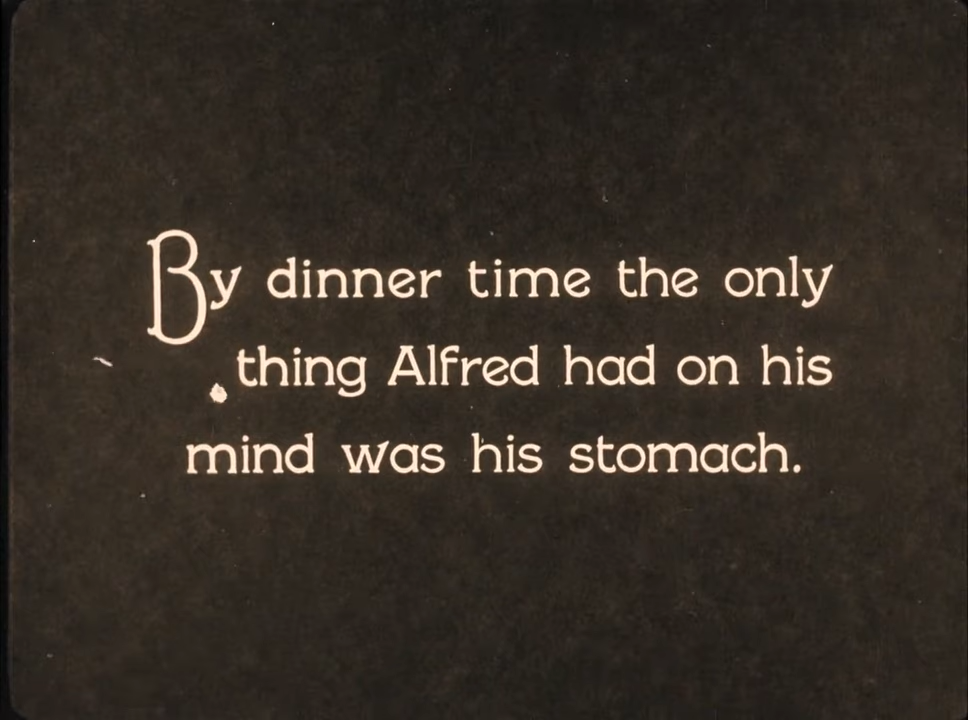 By dinner time the only
thing Alfred had on his
mind was his stomach.